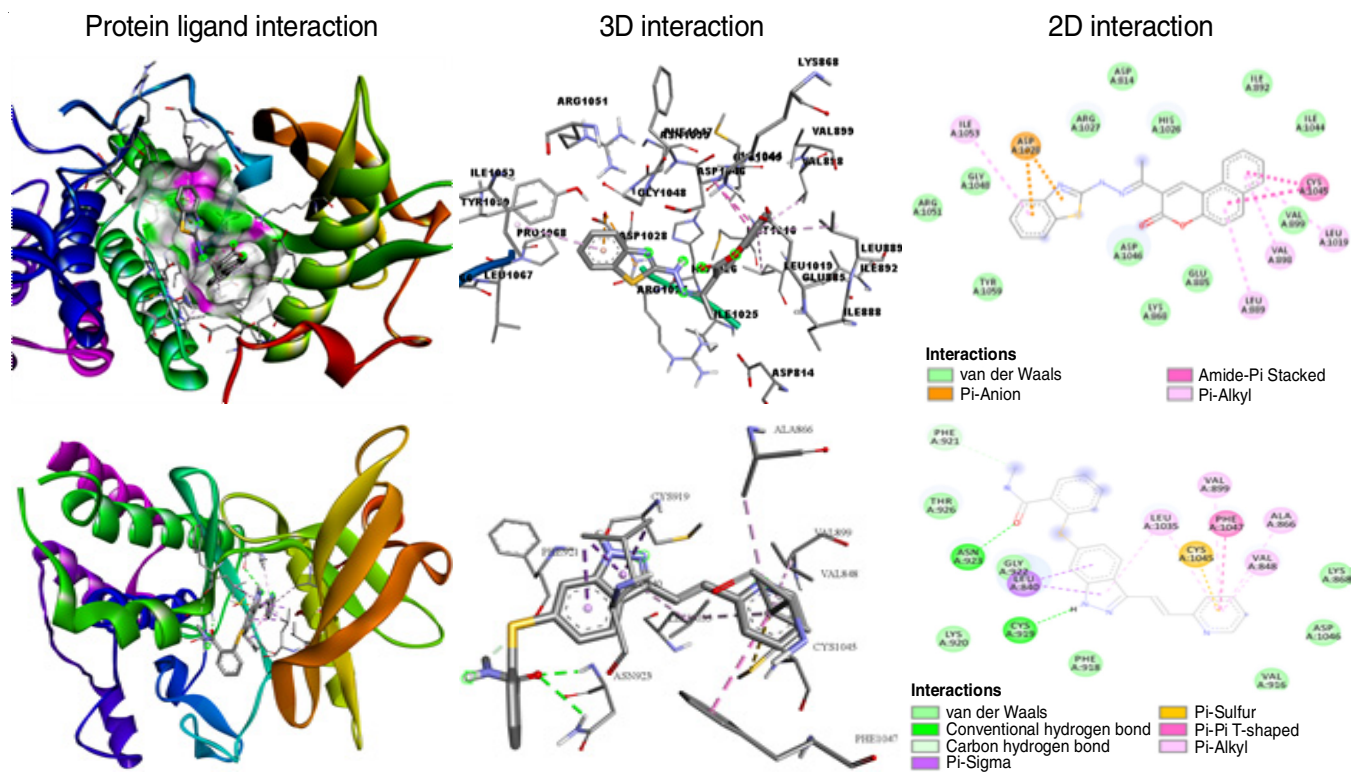 Protein ligand interaction
3D interaction
2D interaction
LYS868
ARG1051
VAL899
VAL898
ILE1053
GLY1048
TYR1059
PRO1068
ASP1028
LEU1067
LEU889
LEU1019
ILE892
GLU885
ILE1025
ILE888
ASP814
ASP
A:814
ILE
A:892
ILE
A:1053
ASP
A:1028
ARG
A:1027
HIS
A:1026
ILE
A:1044
GLY
A:1048
CYS
A:1045
ARG
A:1051
VAL
A:899
LEU
A:1019
ASP
A:1046
VAL
A:898
TYR
A:1059
GLU
A:885
LYS
A:868
LEU
A:889
Interactions
van der Waals
Pi-Anion
Amide-Pi Stacked
Pi-Alkyl
ALA866
CYS919
PHE921
VAL899
VAL848
CYS1045
ASN923
PHE1047
PHE
A:921
THR
A:926
VAL
A:899
LEU
A:1035
PHE
A:1047
ALA
A:866
ASN
A:923
CYS
A:1045
GLY
A:922
LEU
A:840
VAL
A:848
LYS
A:868
CYS
A:919
LYS
A:920
ASP
A:1046
PHE
A:918
VAL
A:916
Interactions
van der Waals
Conventional hydrogen bond
Carbon hydrogen bond
Pi-Sigma
Pi-Sulfur
Pi-Pi T-shaped
Pi-Alkyl